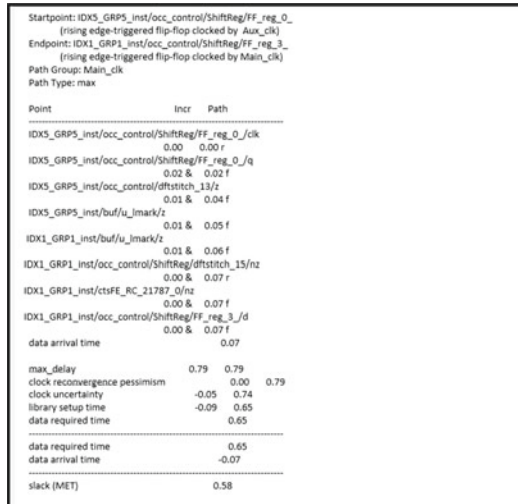 Startpoint: IDX5_GRP5_inst/occ_control/ShiftReg/FF_reg_0_
(rising edge-triggered flip-flop clocked by Aux_clk)
Endpoint: IDX1_GRP1_inst/occ_control/ShiftReg/FF_reg_3_
(rising edge-triggered flip-flop clocked by Main_clk)
Path Group: Main_clk
Path Type: max
Point Incr Path
--------------------------------------------------------------
IDX5_GRP5_inst/occ_control/ShiftReg/FF_reg_0_/clk
0.00 0.00 r
IDX5_GRP5_inst/occ_control/ShiftReg/FF_reg_0_/q
0.02 & 0.02 f
IDX5_GRP5_inst/occ_control/dftstitch_13/z
0.01 & 0.04 f
IDX5_GRP5_inst/buf/u_lmark/z
0.01 & 0.05 f
IDX1_GRP1_inst/buf/u_lmark/z
0.01 & 0.06 f
IDX1_GRP1_inst/occ_control/ShiftReg/dftstitch_15/nz
0.00 & 0.07 r
IDX1_GRP1_inst/ctsFE_RC_21787_0/nz
0.00 & 0.07 f
IDX1_GRP1_inst/occ_control/ShiftReg/FF_reg_3_/d
0.00 & 0.07 f
data arrival time 0.07
max_delay 0.79 0.79
clock reconvergence pessimism 0.00 0.79
clock uncertainty -0.05 0.74
library setup time -0.09 0.65
data required time 0.65
--------------------------------------------------------------
data required time 0.65
data arrival time -0.07
--------------------------------------------------------------
slack (MET) 0.58